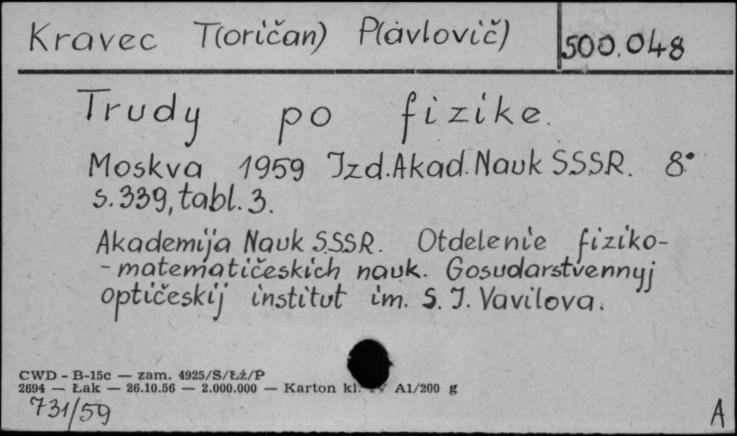 Kravec T(oričan) P(avlovič)
500.048
Trudy po fizike.
Moskva 1959 Izd.Akad.Nauk SSSR. 8°
s.339, tabl.3.
Akademija Nauk S.S.S.R. Otdelenie fiziko-
-matematičeskich nauk. Gosudarstvennyj
optičeskij institut im. S. I. Vavilova.
CWD - B-15c — zam. 4925/S/Łż/P
2694 — Łak — 26.10.56 — 2.000.000 — Karton kl. A1/200 g
731/59
A